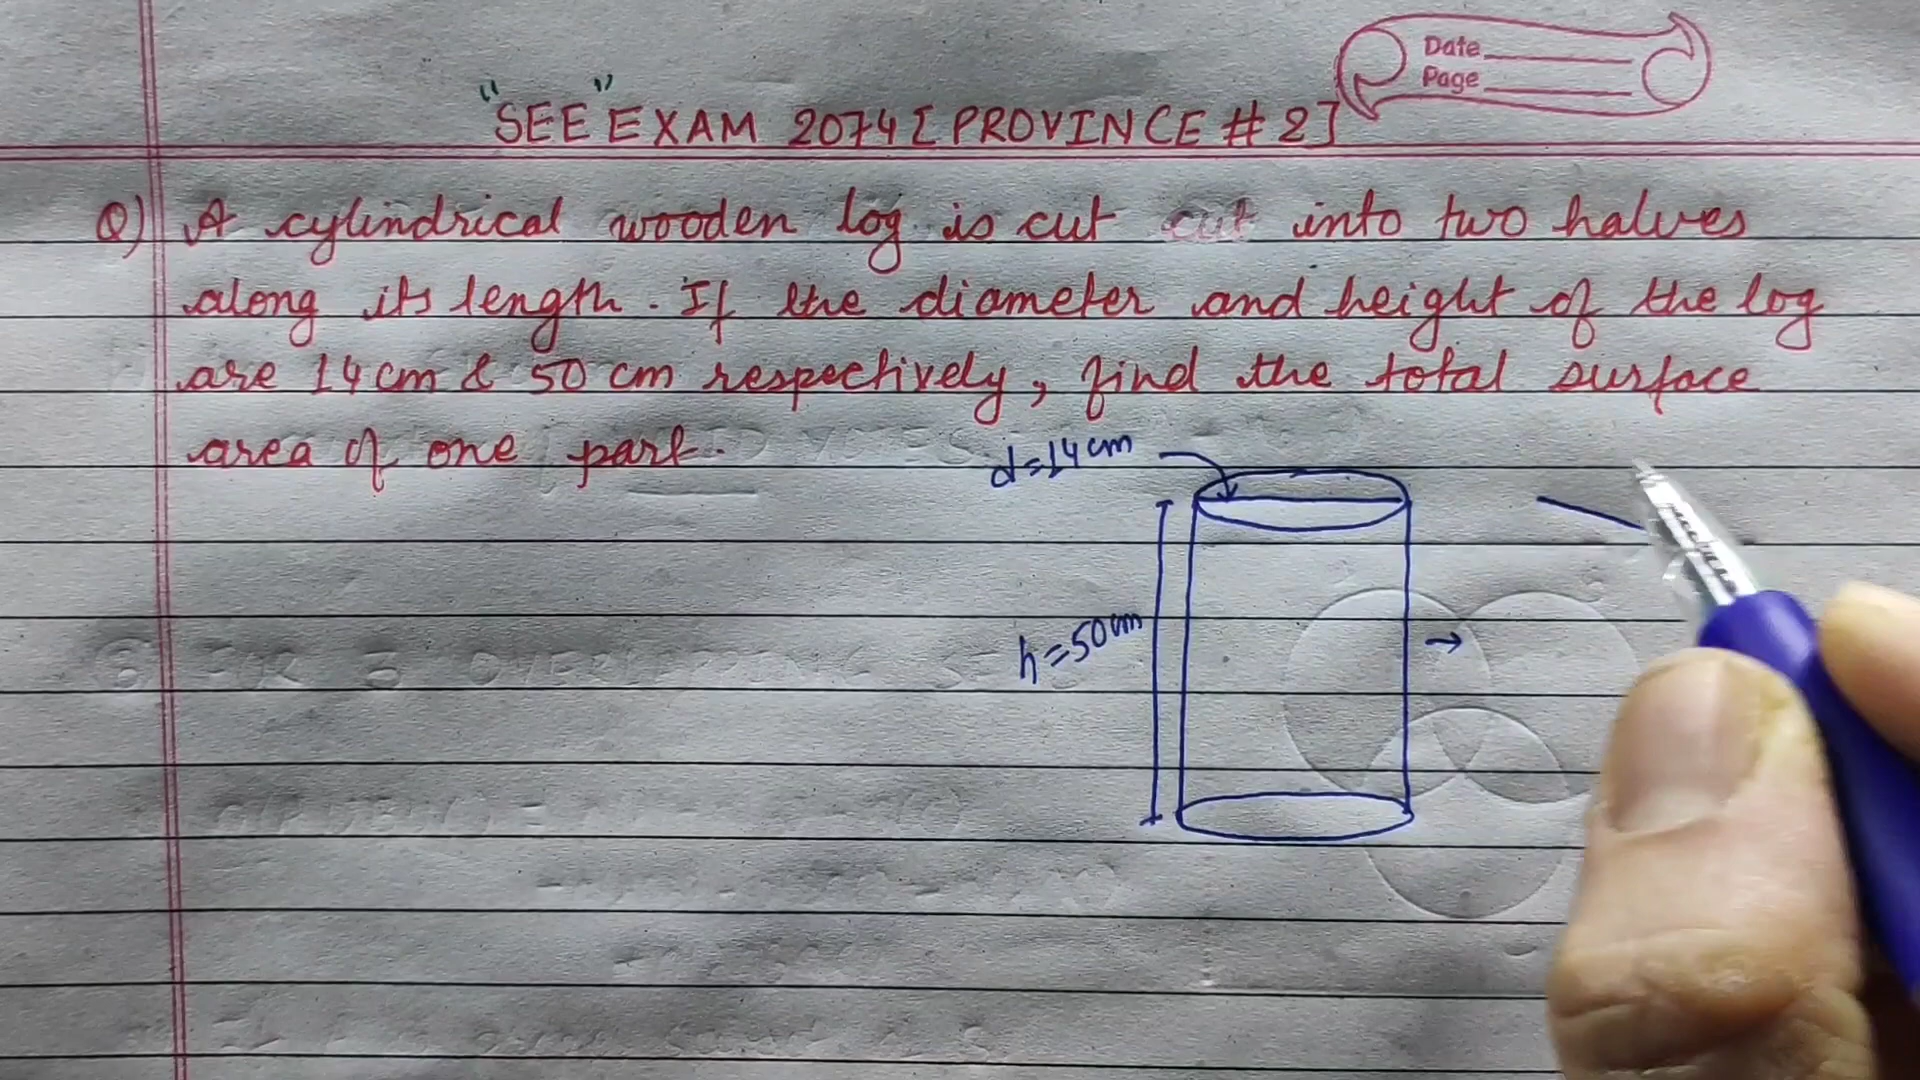 Date
Page
"SEE" EXAM 2074 [PROVINCE # 2]
Q) A cylindrical wooden log is cut cut into two halves
along its length. If the diameter and height of the log
are 14 cm & 50 cm respectively, find the total surface
area of one part.
d=14 cm
h=50cm